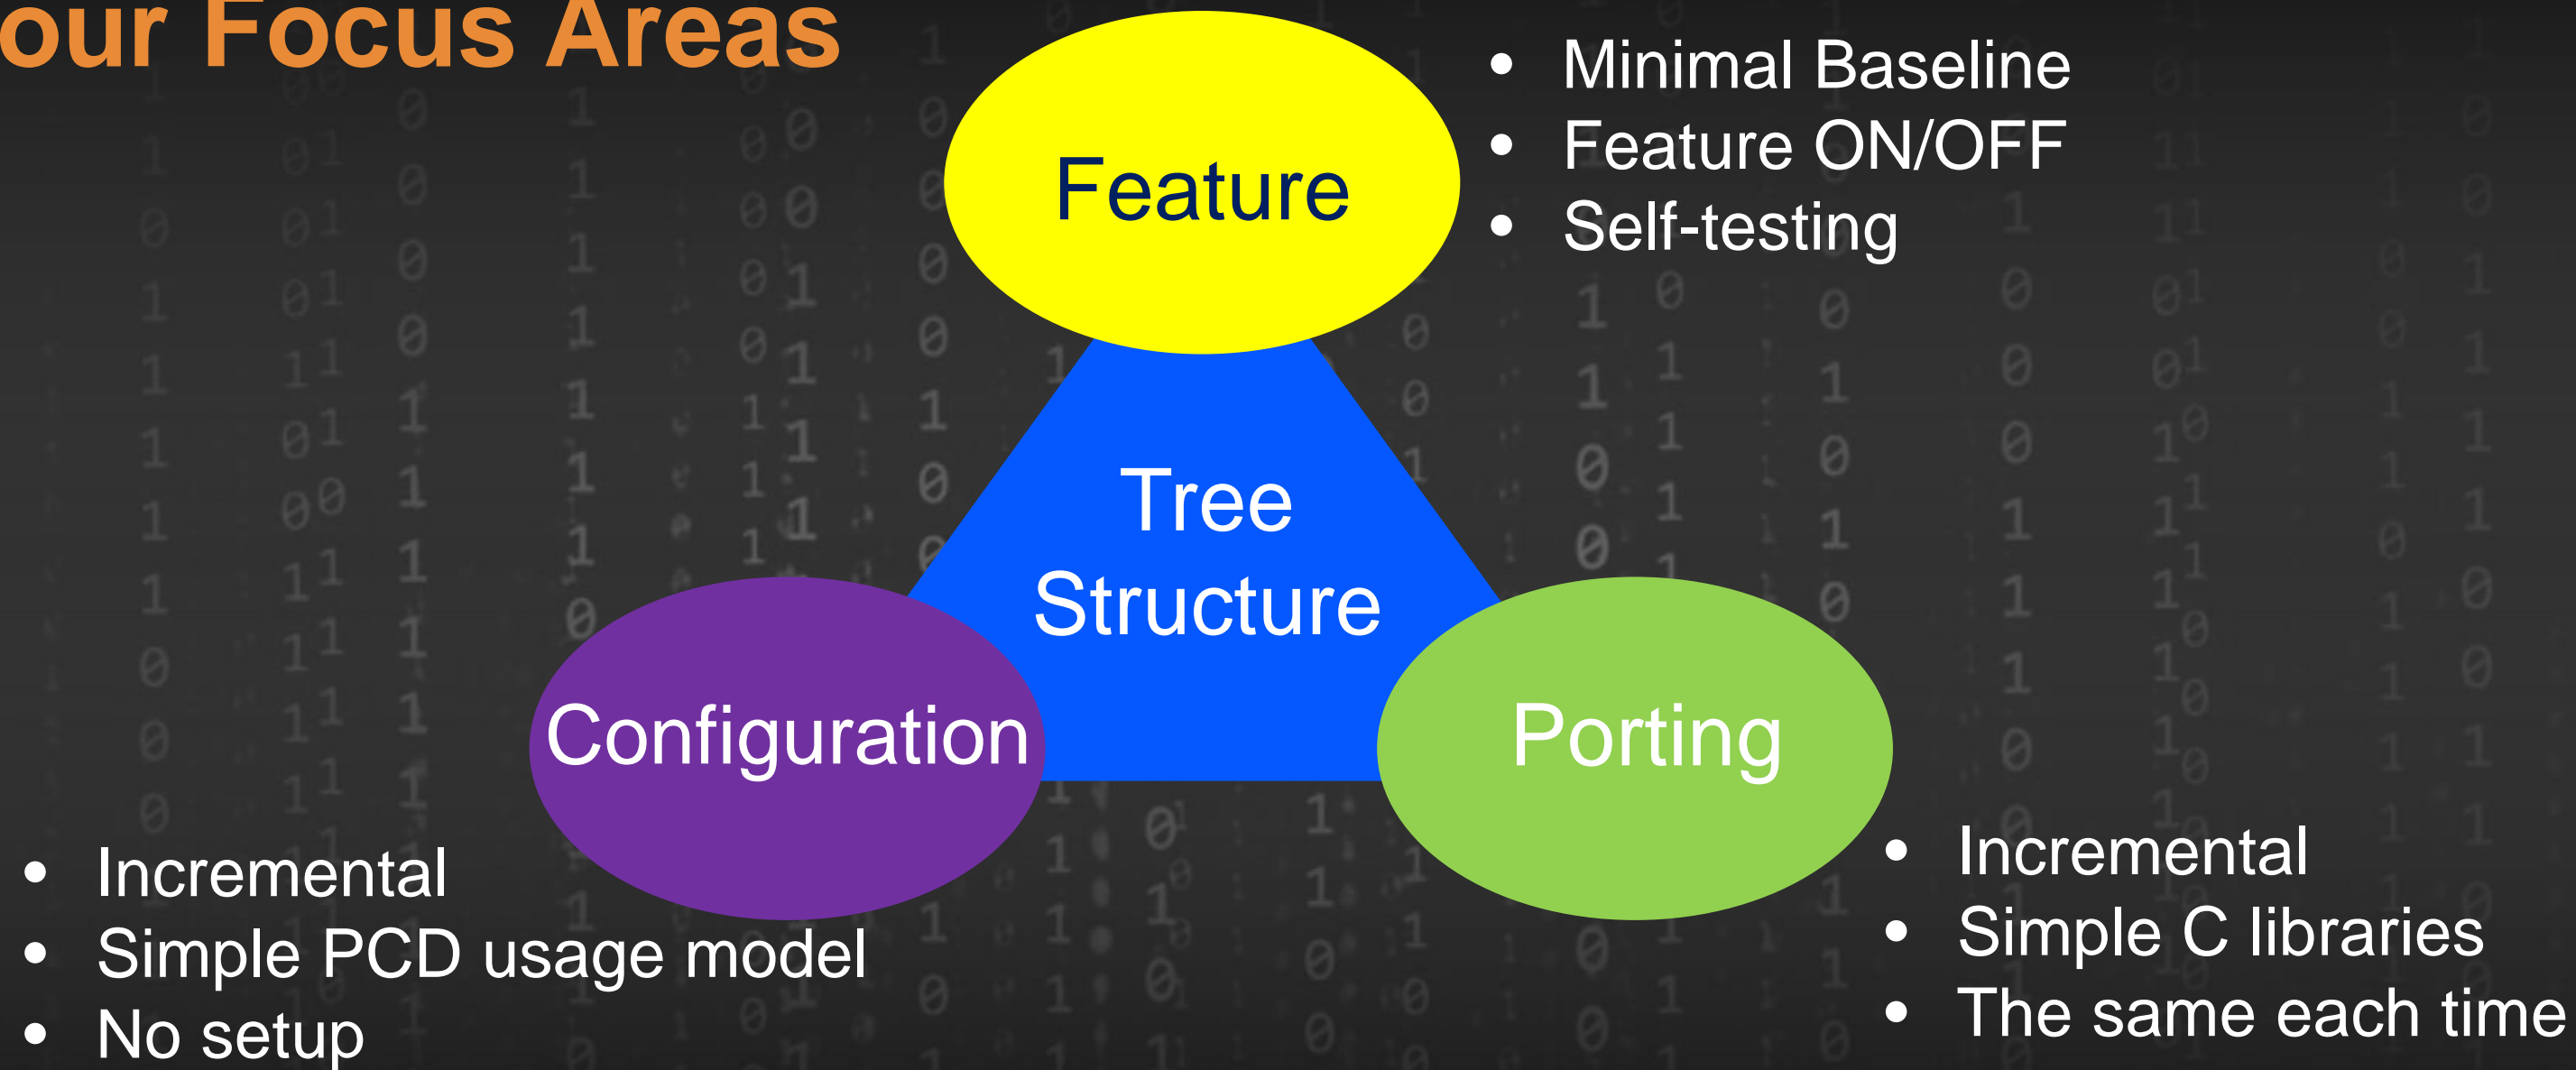 our Focus Areas
Feature
• Minimal Baseline
• Feature ON/OFF
• Self-testing
Tree
Structure
Configuration
Porting
• Incremental
• Simple PCD usage model
• No setup
• Incremental
• Simple C libraries
• The same each time